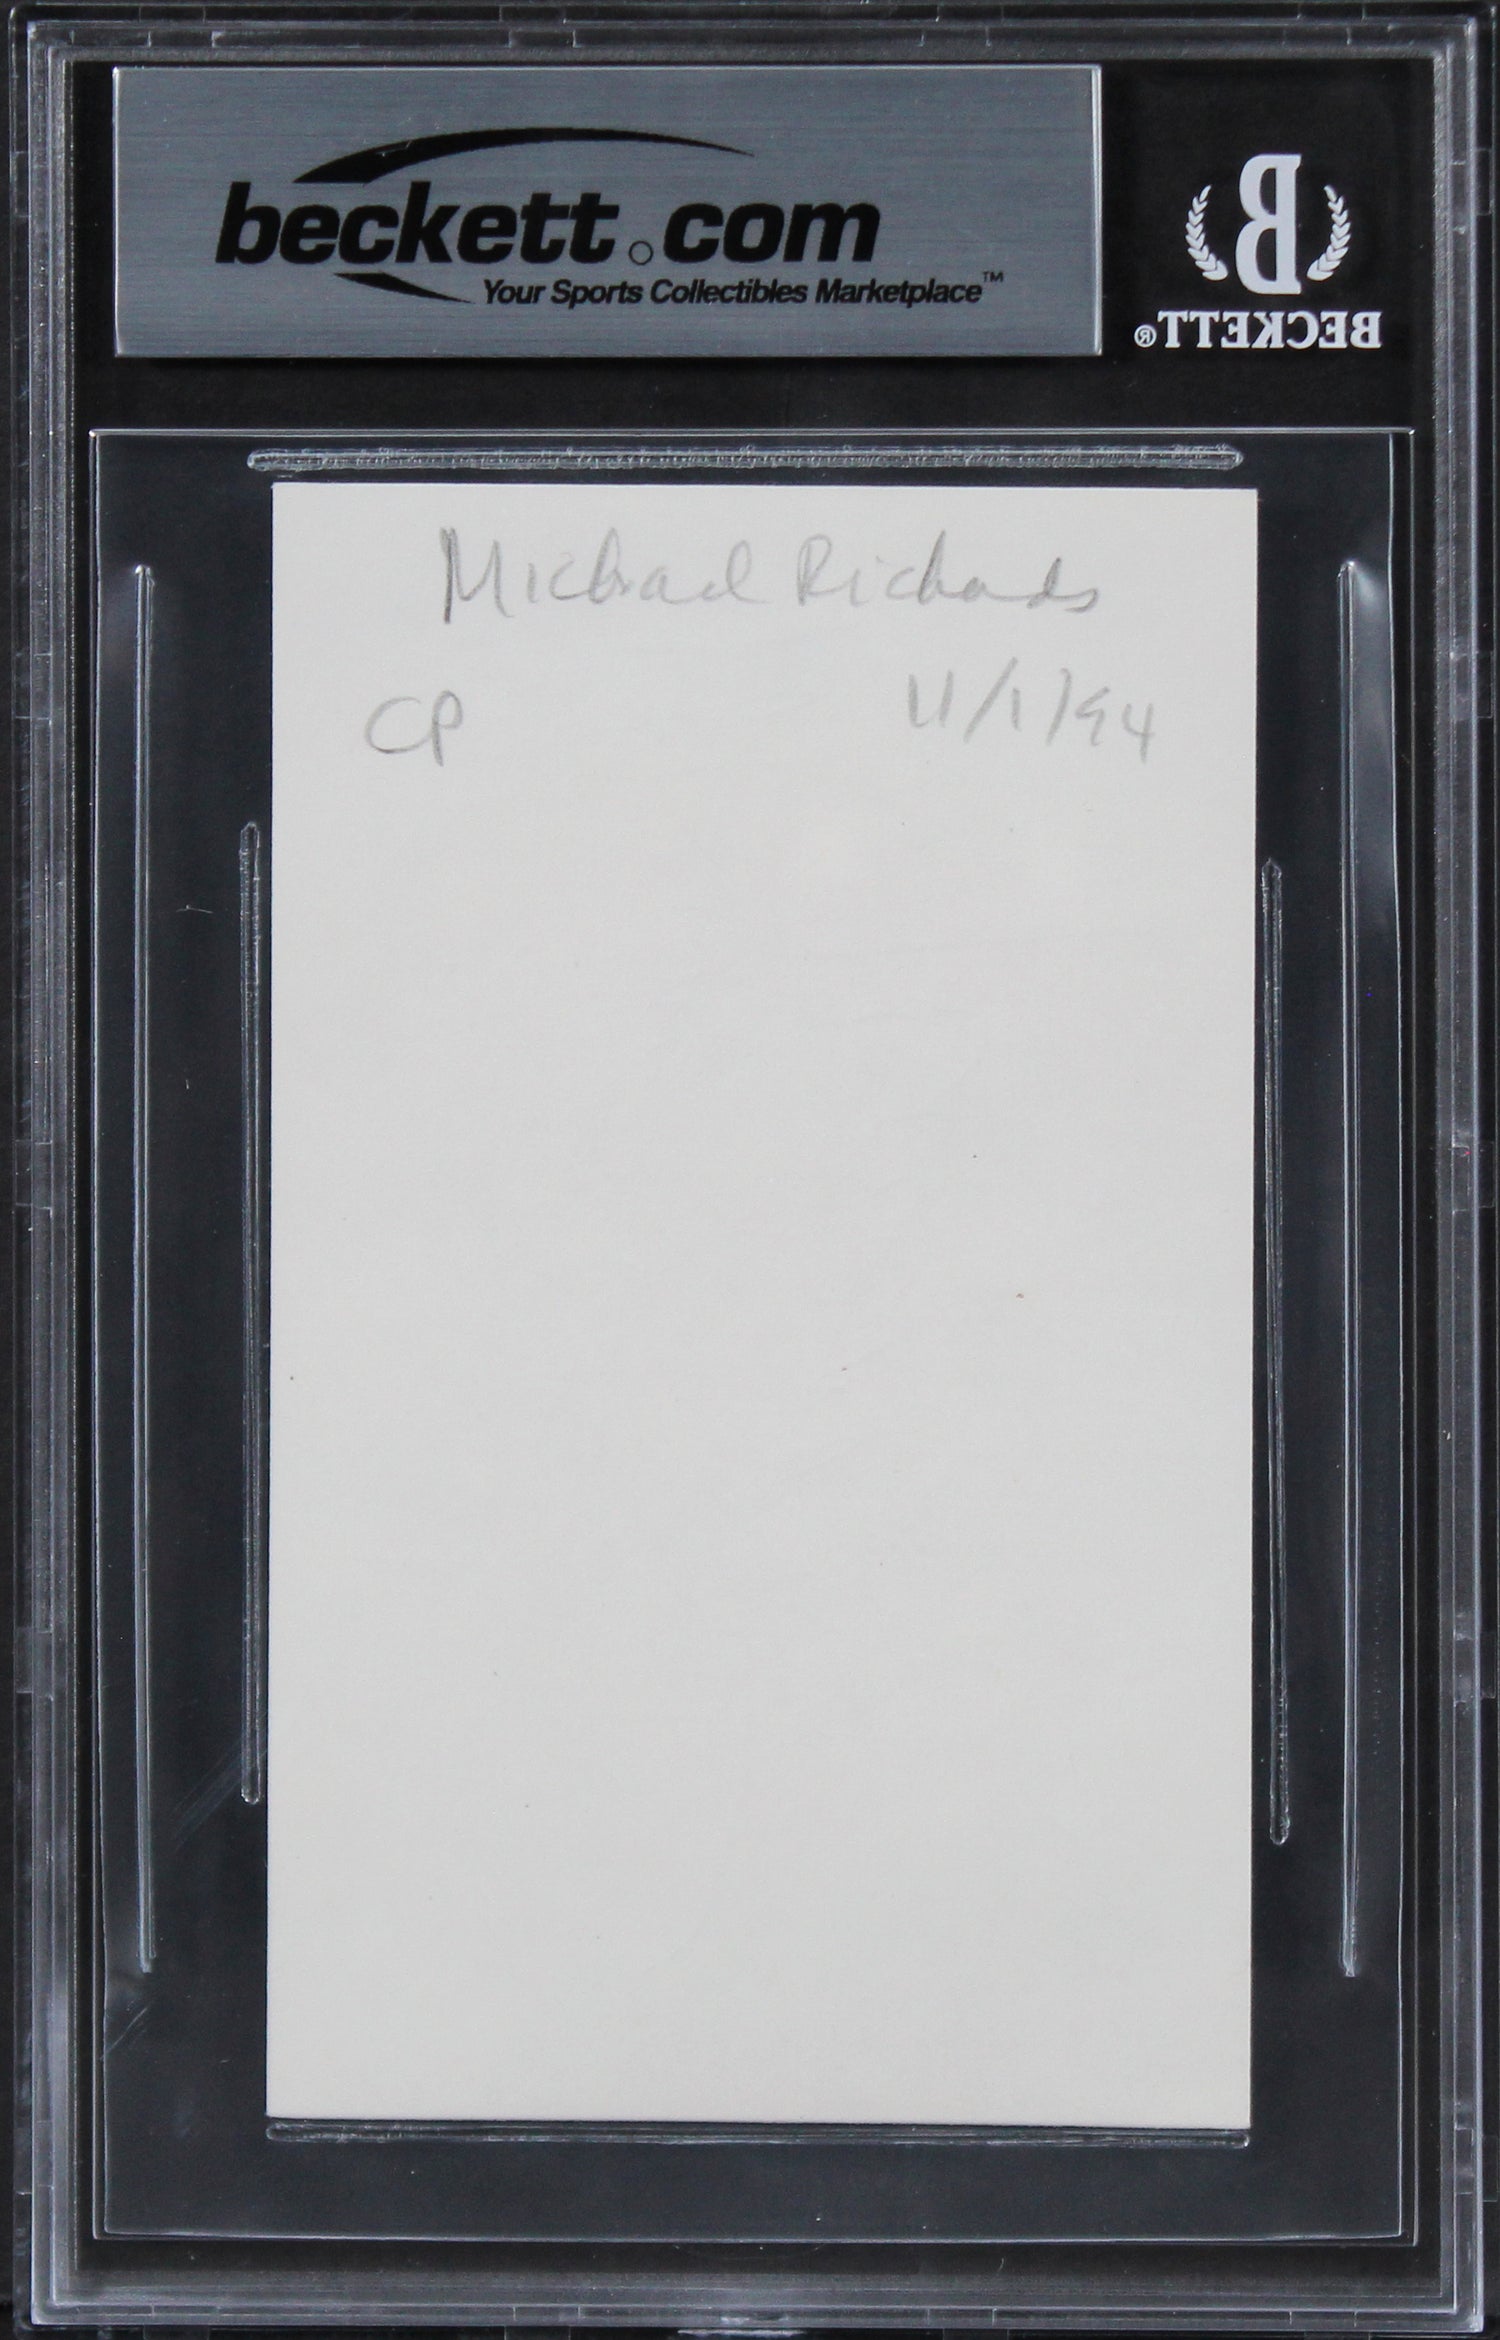 beckett.com
Your Sports Collectibles Marketplace™
BECKETT®
Michael Richards
CP 11/1/94